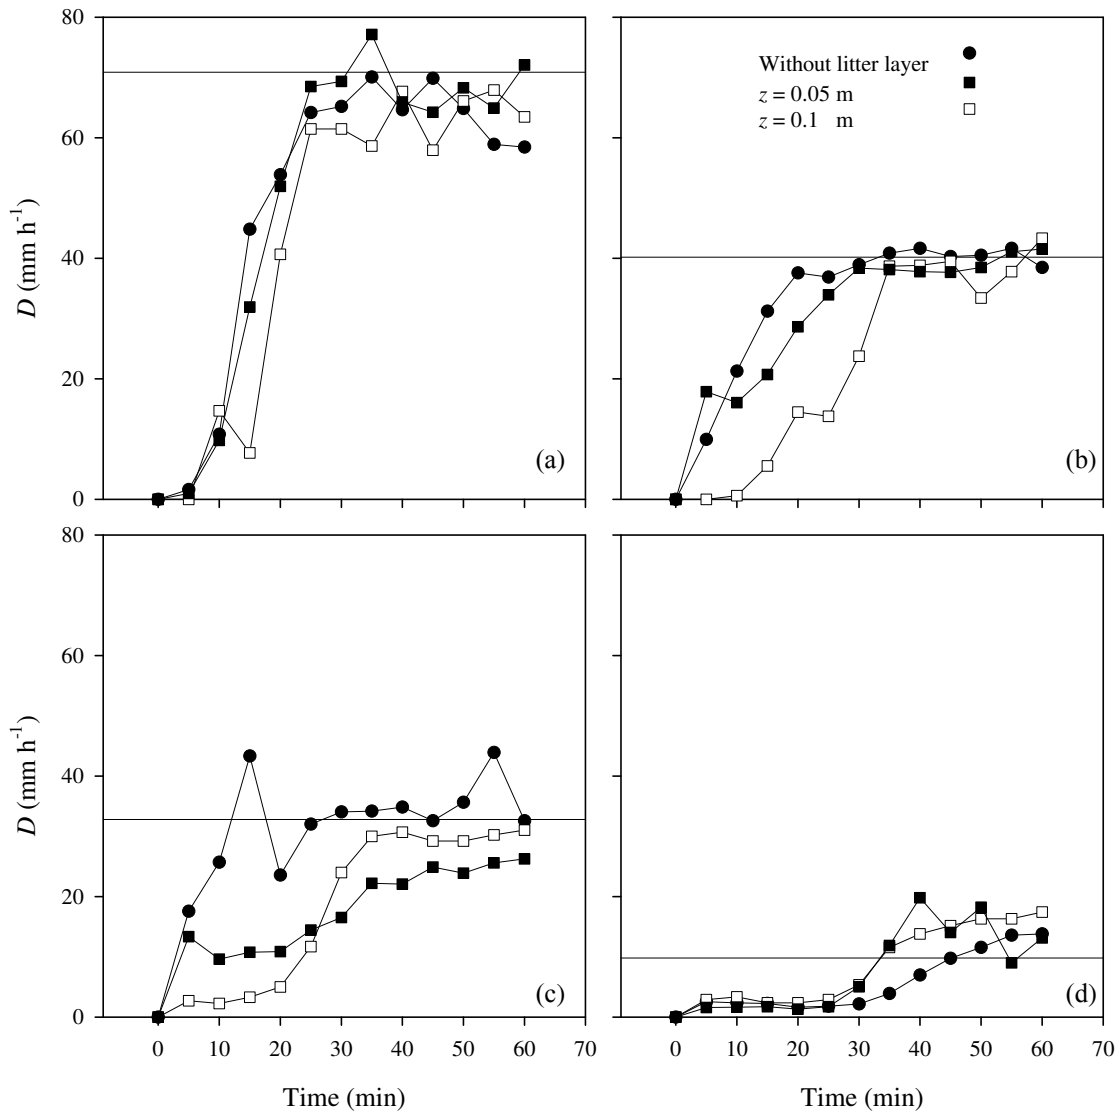 80
60
40
20
0
D (mm h-1)
(a)
Without litter layer
z = 0.05 m
z = 0.1 m
(b)
80
60
40
20
0
D (mm h-1)
(c)
(d)
0 10 20 30 40 50 60 70
0 10 20 30 40 50 60 70
Time (min)
Time (min)